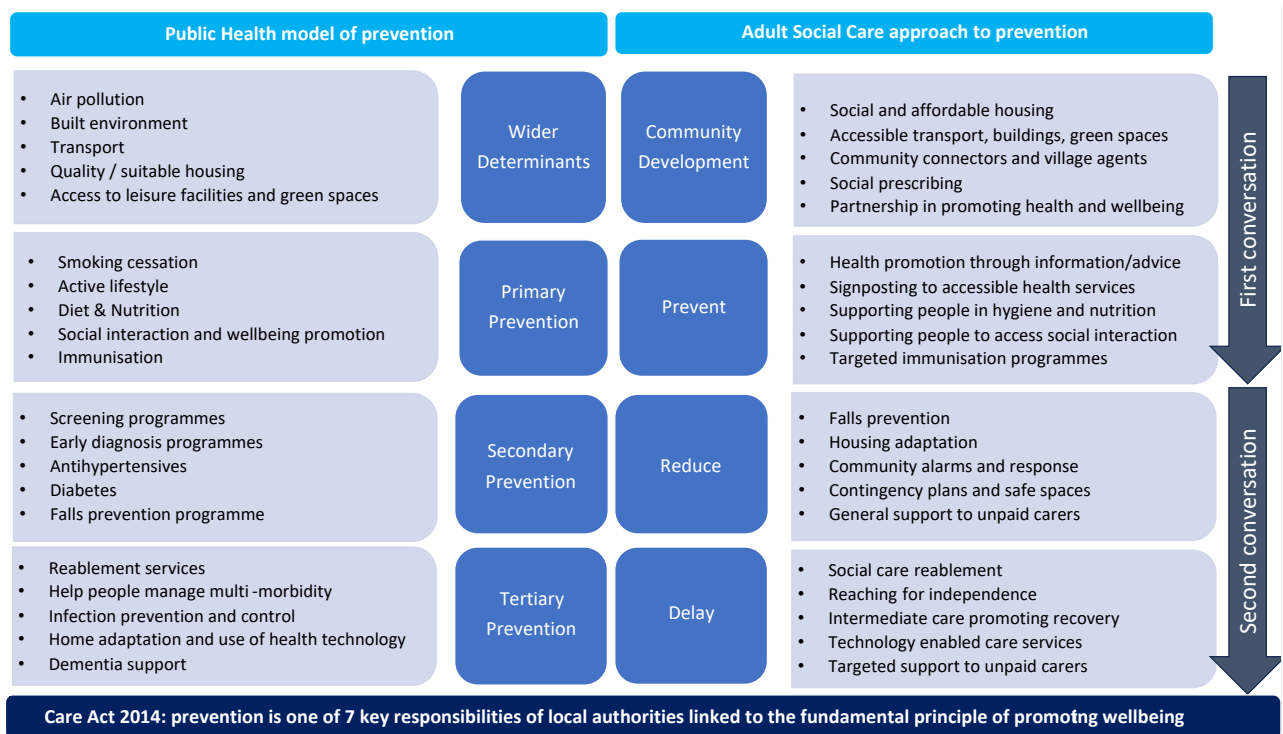 Public Health model of prevention
Adult Social Care approach to prevention
• Air pollution
• Built environment
• Transport
• Quality / suitable housing
• Access to leisure facilities and green spaces
Wider
Determinants
Community
Development
• Social and affordable housing
• Accessible transport, buildings, green spaces
• Community connectors and village agents
• Social prescribing
• Partnership in promoting health and wellbeing
First conversation
• Smoking cessation
• Active lifestyle
• Diet & Nutrition
• Social interaction and wellbeing promotion
• Immunisation
Primary
Prevention
Prevent
• Health promotion through information/advice
• Signposting to accessible health services
• Supporting people in hygiene and nutrition
• Supporting people to access social interaction
• Targeted immunisation programmes
• Screening programmes
• Early diagnosis programmes
• Antihypertensives
• Diabetes
• Falls prevention programme
Secondary
Prevention
Reduce
• Falls prevention
• Housing adaptation
• Community alarms and response
• Contingency plans and safe spaces
• General support to unpaid carers
Second conversation
• Reablement services
• Help people manage multi -morbidity
• Infection prevention and control
• Home adaptation and use of health technology
• Dementia support
Tertiary
Prevention
Delay
• Social care reablement
• Reaching for independence
• Intermediate care promoting recovery
• Technology enabled care services
• Targeted support to unpaid carers
Care Act 2014: prevention is one of 7 key responsibilities of local authorities linked to the fundamental principle of promoting wellbeing